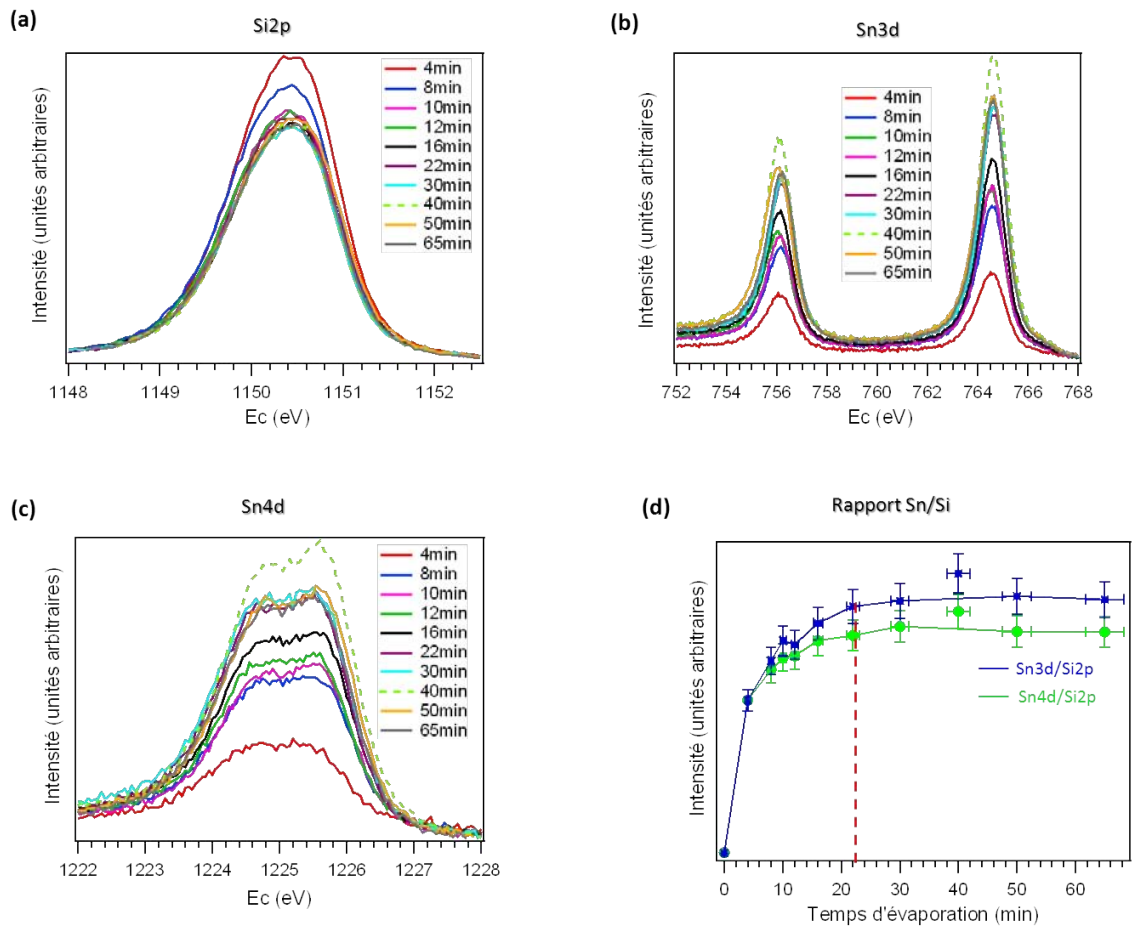 (a)
Si2p
Intensité (unités arbitraires)
4min
8min
10min
12min
16min
22min
30min
40min
50min
65min
1148 1149 1150 1151 1152
Ec (eV)
(b)
Sn3d
Intensité (unités arbitraires)
4min
8min
10min
12min
16min
22min
30min
40min
50min
65min
752 754 756 758 760 762 764 766 768
Ec (eV)
(c)
Sn4d
Intensité (unités arbitraires)
4min
8min
10min
12min
16min
22min
30min
40min
50min
65min
1222 1223 1224 1225 1226 1227 1228
Ec (eV)
(d)
Rapport Sn/Si
Intensité (unités arbitraires)
Sn3d/Si2p
Sn4d/Si2p
0 10 20 30 40 50 60
Temps d'évaporation (min)